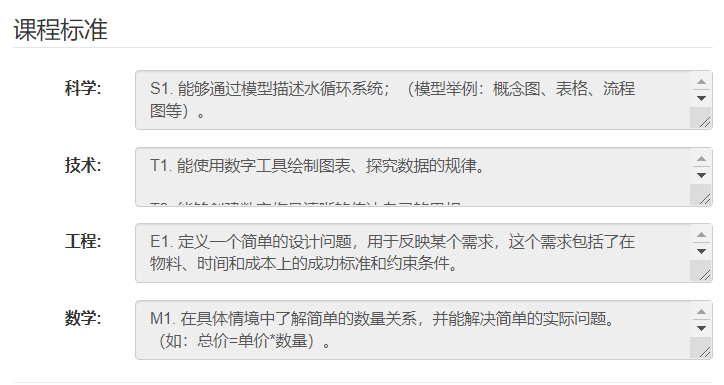 课程标准
科学:
S1. 能够通过模型描述水循环系统；（模型举例：概念图、表格、流程
图等）。
技术:
T1. 能使用数字工具绘制图表、探究数据的规律。
工程:
E1. 定义一个简单的设计问题，用于反映某个需求，这个需求包括了在
物料、时间和成本上的成功标准和约束条件。
数学:
M1. 在具体情境中了解简单的数量关系，并能解决简单的实际问题。
（如：总价=单价*数量）。